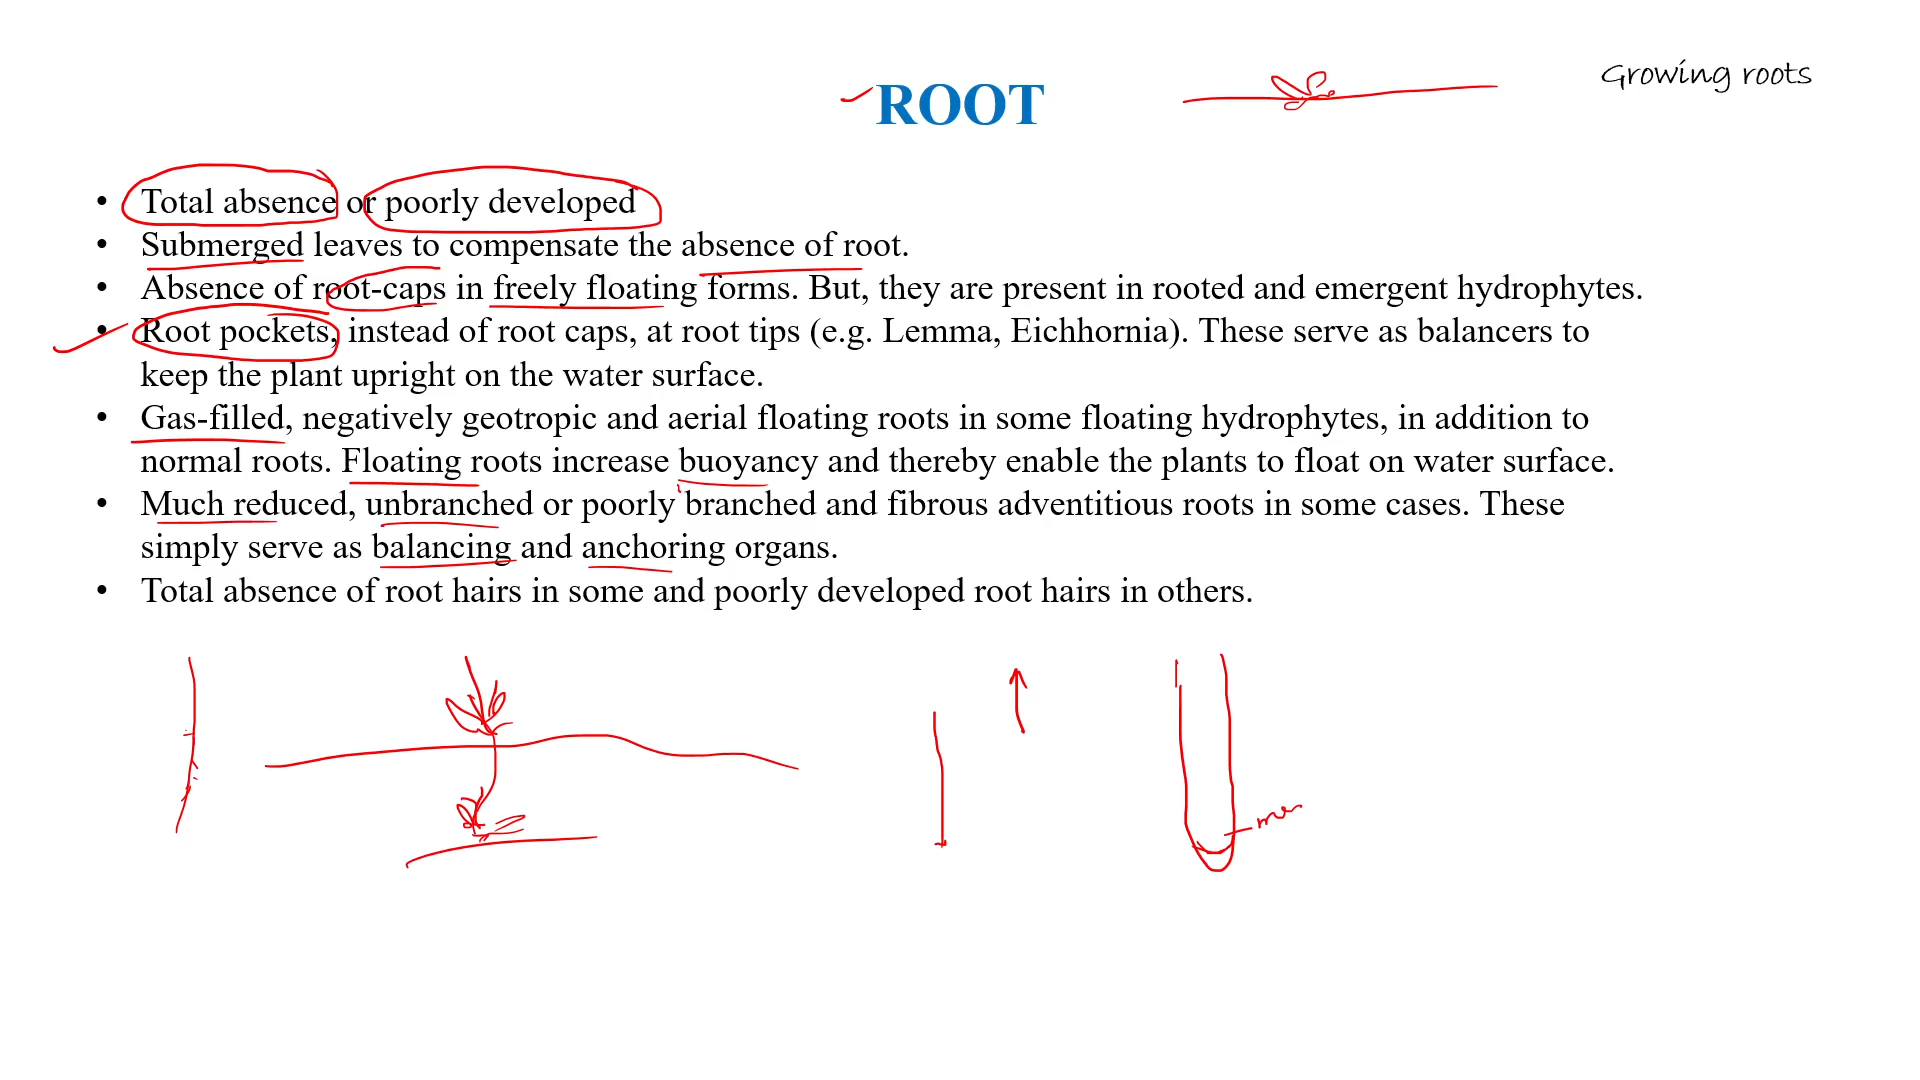 Growing roots
ROOT
• Total absence or poorly developed
• Submerged leaves to compensate the absence of root.
• Absence of root-caps in freely floating forms. But, they are present in rooted and emergent hydrophytes.
• Root pockets, instead of root caps, at root tips (e.g. Lemma, Eichhornia). These serve as balancers to
keep the plant upright on the water surface.
• Gas-filled, negatively geotropic and aerial floating roots in some floating hydrophytes, in addition to
normal roots. Floating roots increase buoyancy and thereby enable the plants to float on water surface.
• Much reduced, unbranched or poorly branched and fibrous adventitious roots in some cases. These
simply serve as balancing and anchoring organs.
• Total absence of root hairs in some and poorly developed root hairs in others.